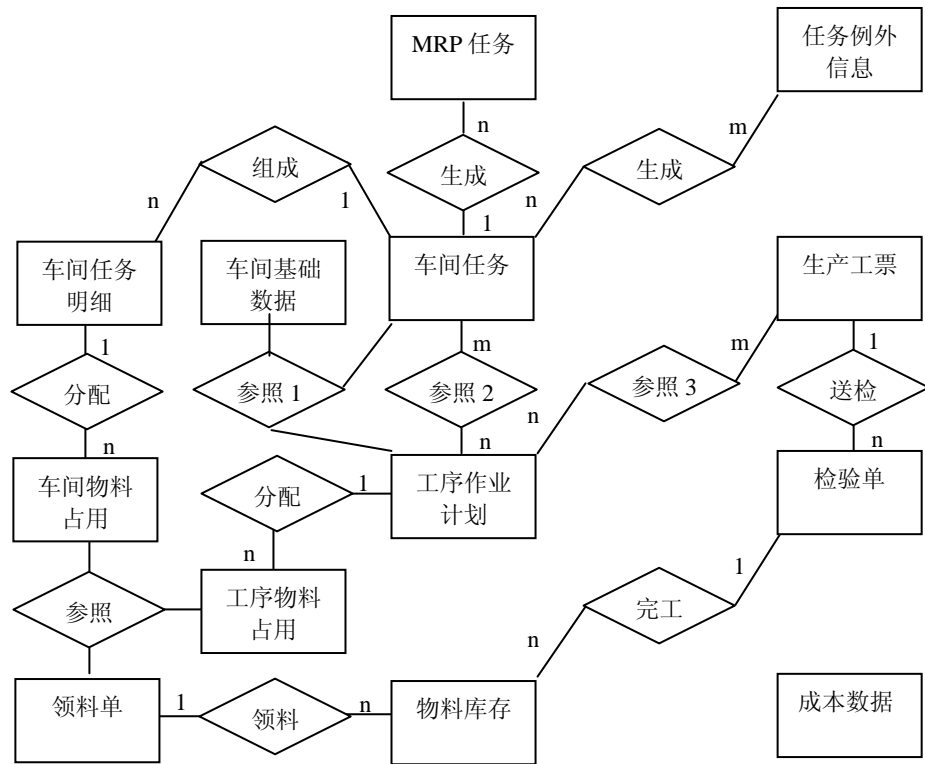 MRP 任务
任务例外
信息
n
m
组成
生成
生成
n
1
1
n
车间任务
明细
车间基础
数据
车间任务
生产工票
1
m
m
1
分配
参照 1
参照 2
参照 3
送检
n
n
n
n
车间物料
占用
分配
1
工序作业
计划
检验单
n
1
参照
工序物料
占用
完工
n
领料单
1
领料
n
物料库存
成本数据